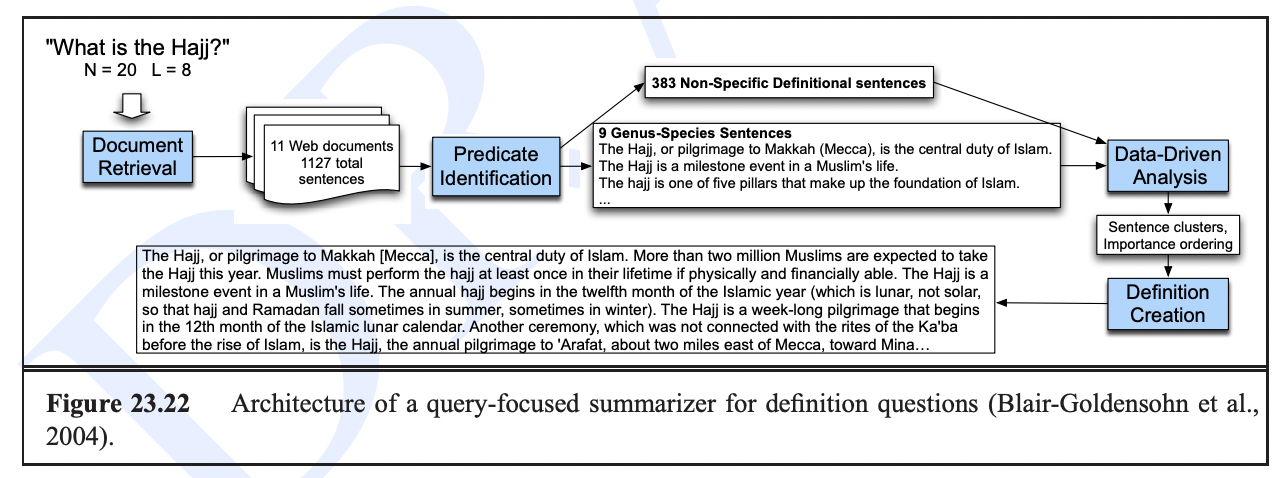 "What is the Hajj?"
N = 20 L = 8
Document
Retrieval
11 Web documents
1127 total
sentences
Predicate
Identification
383 Non-Specific Definitional sentences
9 Genus-Species Sentences
The Hajj, or pilgrimage to Makkah (Mecca), is the central duty of Islam.
The Hajj is a milestone event in a Muslim's life.
The hajj is one of five pillars that make up the foundation of Islam.
...
Data-Driven
Analysis
Sentence clusters,
Importance ordering
Definition
Creation
The Hajj, or pilgrimage to Makkah [Mecca], is the central duty of Islam. More than two million Muslims are expected to take
the Hajj this year. Muslims must perform the hajj at least once in their lifetime if physically and financially able. The Hajj is a
milestone event in a Muslim's life. The annual hajj begins in the twelfth month of the Islamic year (which is lunar, not solar,
so that hajj and Ramadan fall sometimes in summer, sometimes in winter). The Hajj is a week-long pilgrimage that begins
in the 12th month of the Islamic lunar calendar. Another ceremony, which was not connected with the rites of the Ka'ba
before the rise of Islam, is the Hajj, the annual pilgrimage to 'Arafat, about two miles east of Mecca, toward Mina…
Figure 23.22 Architecture of a query-focused summarizer for definition questions (Blair-Goldensohn et al.,
2004).